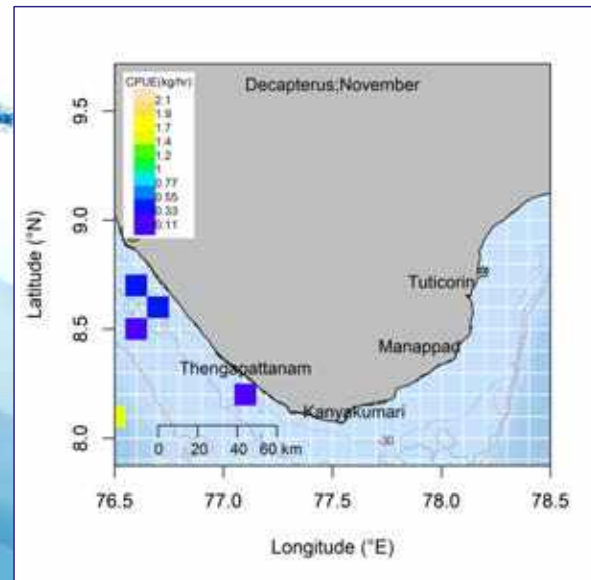 CPUE(kg/hr)
2.1
1.9
1.7
1.4
1.2
1
0.77
0.55
0.33
0.11
Decapterus;November
Tuticorin
Manappad
Thengapattanam
Kanyakumari
-30
0 20 40 60 km
Latitude (°N)
9.5
9.0
8.5
8.0
76.5 77.0 77.5 78.0 78.5
Longitude (°E)